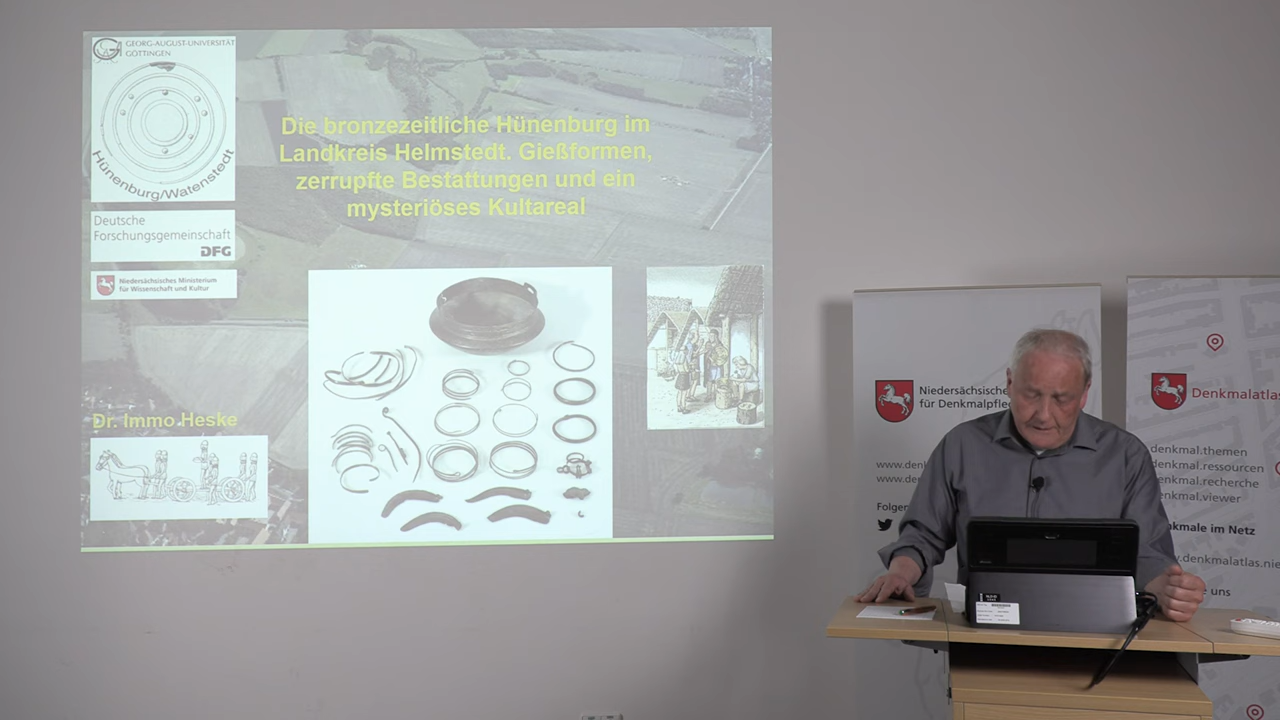 GEORG-AUGUST-UNIVERSITÄT
GÖTTINGEN
Hünenburg/Watenstedt
Deutsche
Forschungsgemeinschaft
DFG
Niedersächsisches Ministerium
für Wissenschaft und Kultur
Die bronzezeitliche Hünenburg im
Landkreis Helmstedt. Gießformen,
zerrupfte Bestattungen und ein
mysteriöses Kultareal
Dr. Immo Heske
Niedersächsische
für Denkmalpfle
www.denk
www.de
Folgen
Denkmalatlas
denkmal.themen
denkmal.ressourcen
denkmal.recherche
denkmal.viewer
kmale im Netz
.denkmalatlas.nie
uns